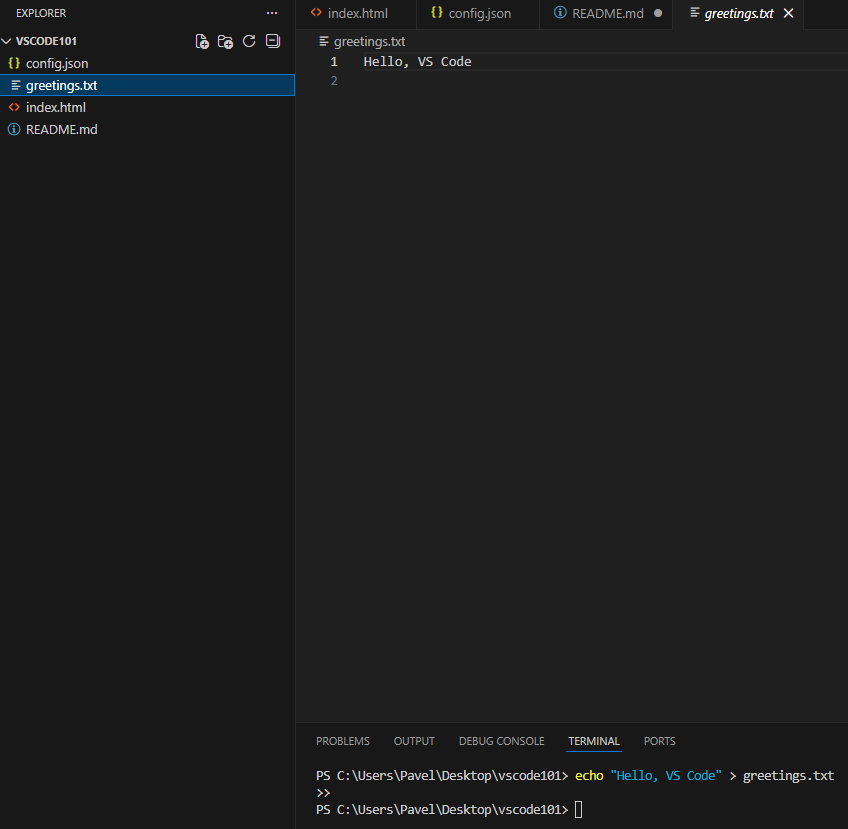 EXPLORER
VSCODE101
config.json
greetings.txt
index.html
README.md
index.html
config.json
README.md
greetings.txt
greetings.txt
1 Hello, VS Code
2
PROBLEMS OUTPUT DEBUG CONSOLE TERMINAL PORTS
PS C:\Users\Pavel\Desktop\vscode101> echo "Hello, VS Code" > greetings.txt
>>
PS C:\Users\Pavel\Desktop\vscode101>